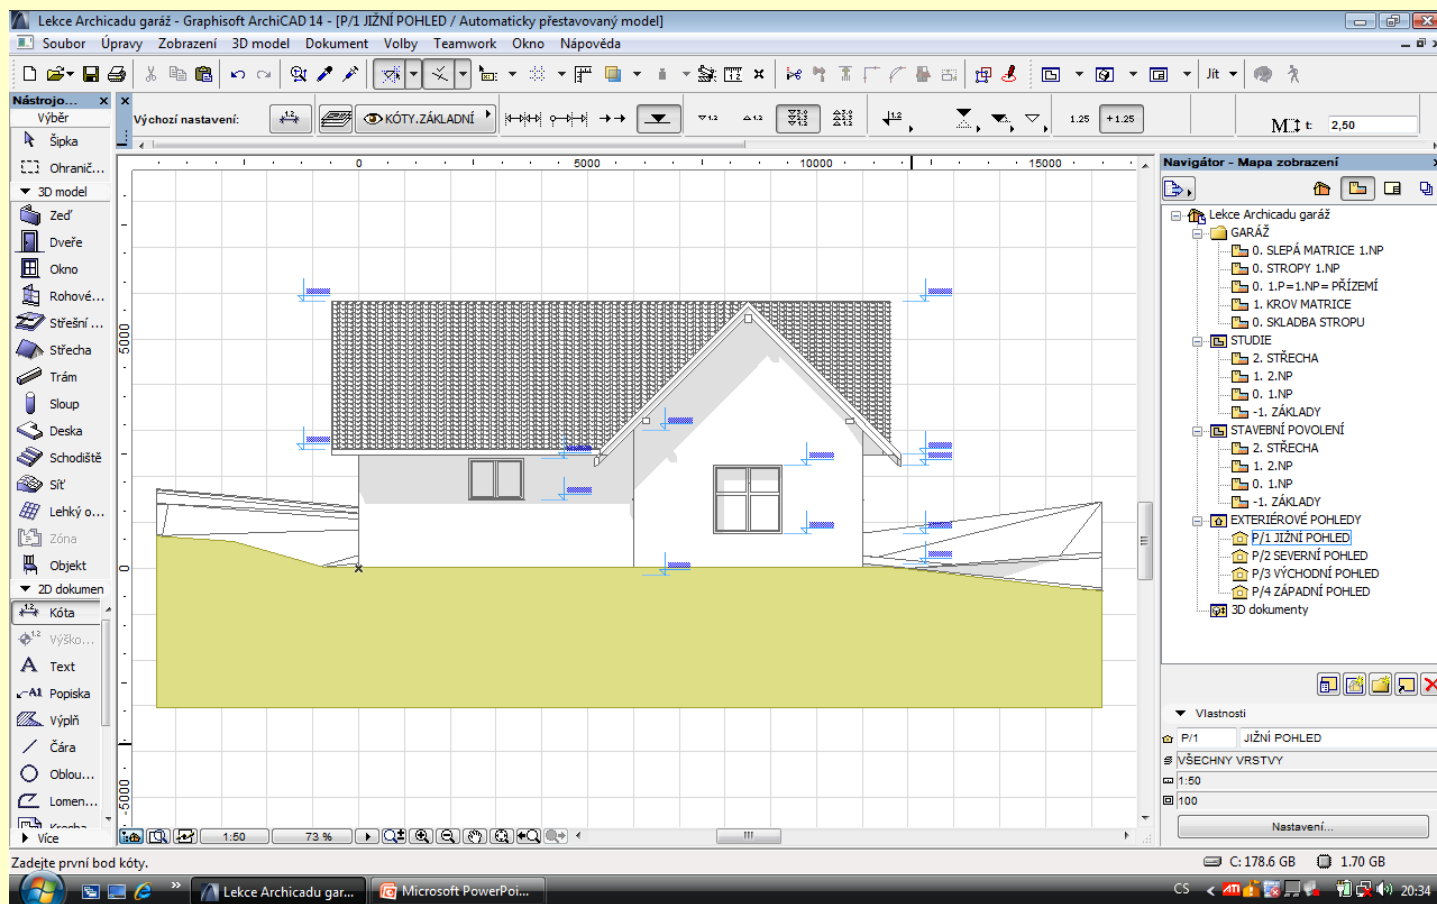 Lekce Archicadu garáž - Graphisoft ArchiCAD 14 - [P/1 JIŽNÍ POHLED / Automaticky přestavovaný model]
Soubor Úpravy Zobrazení 3D model Dokument Volby Teamwork Okno Nápověda
Jít
Nástrojo...
Výběr
Šipka
Ohranič...
3D model
Zeď
Dveře
Okno
Rohové...
Střešní ...
Střecha
Trám
Sloup
Deska
Schodiště
Síť
Lehký o...
Zóna
Objekt
2D dokumen
Kóta
Výško...
Text
Popiska
Výplň
Čára
Oblou...
Lomen...
Více
Výchozí nastavení:
KÓTY.ZÁKLADNÍ
1.25
+1.25
t:
2,50
0 5000 10000 15000
5000
0
-5000
1:50
73 %
Navigátor - Mapa zobrazení
Lekce Archicadu garáž
GARÁŽ
0. SLEPÁ MATRICE 1.NP
0. STROPY 1.NP
0. 1.P=1.NP= PŘÍZEMÍ
1. KROV MATRICE
0. SKLADBA STROPU
STUDIE
2. STŘECHA
1. 2.NP
0. 1.NP
-1. ZÁKLADY
STAVEBNÍ POVOLENÍ
2. STŘECHA
1. 2.NP
0. 1.NP
-1. ZÁKLADY
EXTERIÉROVÉ POHLEDY
P/1 JIŽNÍ POHLED
P/2 SEVERNÍ POHLED
P/3 VÝCHODNÍ POHLED
P/4 ZÁPADNÍ POHLED
3D dokumenty
Vlastnosti
P/1 JIŽNÍ POHLED
VŠECHNY VRSTVY
1:50
100
Nastavení...
Zadejte první bod kóty.
C: 178.6 GB
1.70 GB
Lekce Archicadu gar...
Microsoft PowerPoi...
CS
20:34